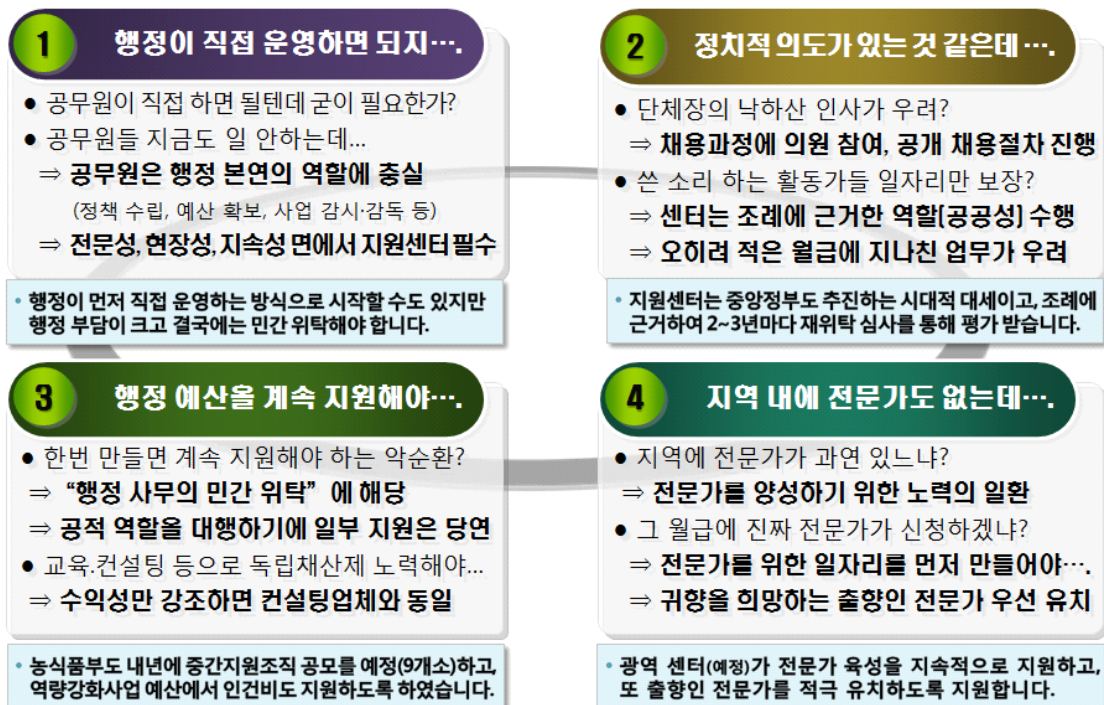 1 행정이 직접 운영하면 되지….
● 공무원이 직접 하면 될텐데 굳이 필요한가?
● 공무원들 지금도 일 안하는데...
⇒ 공무원은 행정 본연의 역할에 충실
(정책 수립, 예산 확보, 사업 감시·감독 등)
⇒ 전문성, 현장성, 지속성 면에서 지원센터 필수
• 행정이 먼저 직접 운영하는 방식으로 시작할 수도 있지만
행정 부담이 크고 결국에는 민간 위탁해야 합니다.
2 정치적 의도가 있는 것 같은데….
● 단체장의 낙하산 인사가 우려?
⇒ 채용과정에 의원 참여, 공개 채용절차 진행
● 쓴 소리 하는 활동가들 일자리만 보장?
⇒ 센터는 조례에 근거한 역할(공공성) 수행
⇒ 오히려 적은 월급에 지나친 업무가 우려
• 지원센터는 중앙정부도 추진하는 시대적 대세이고, 조례에
근거하여 2~3년마다 재위탁 심사를 통해 평가 받습니다.
3 행정 예산을 계속 지원해야….
● 한번 만들면 계속 지원해야 하는 악순환?
⇒ “행정 사무의 민간 위탁” 에 해당
⇒ 공적 역할을 대행하기에 일부 지원은 당연
● 교육.컨설팅 등으로 독립채산제 노력해야...
⇒ 수익성만 강조하면 컨설팅업체와 동일
• 농식품부도 내년에 중간지원조직 공모를 예정(9개소)하고,
역량강화사업 예산에서 인건비도 지원하도록 하였습니다.
4 지역 내에 전문가도 없는데….
● 지역에 전문가가 과연 있느냐?
⇒ 전문가를 양성하기 위한 노력의 일환
● 그 월급에 진짜 전문가가 신청하겠냐?
⇒ 전문가를 위한 일자리를 먼저 만들어야….
⇒ 귀향을 희망하는 출향인 전문가 우선 유치
• 광역 센터(예정)가 전문가 육성을 지속적으로 지원하고,
또 출향인 전문가를 적극 유치하도록 지원합니다.